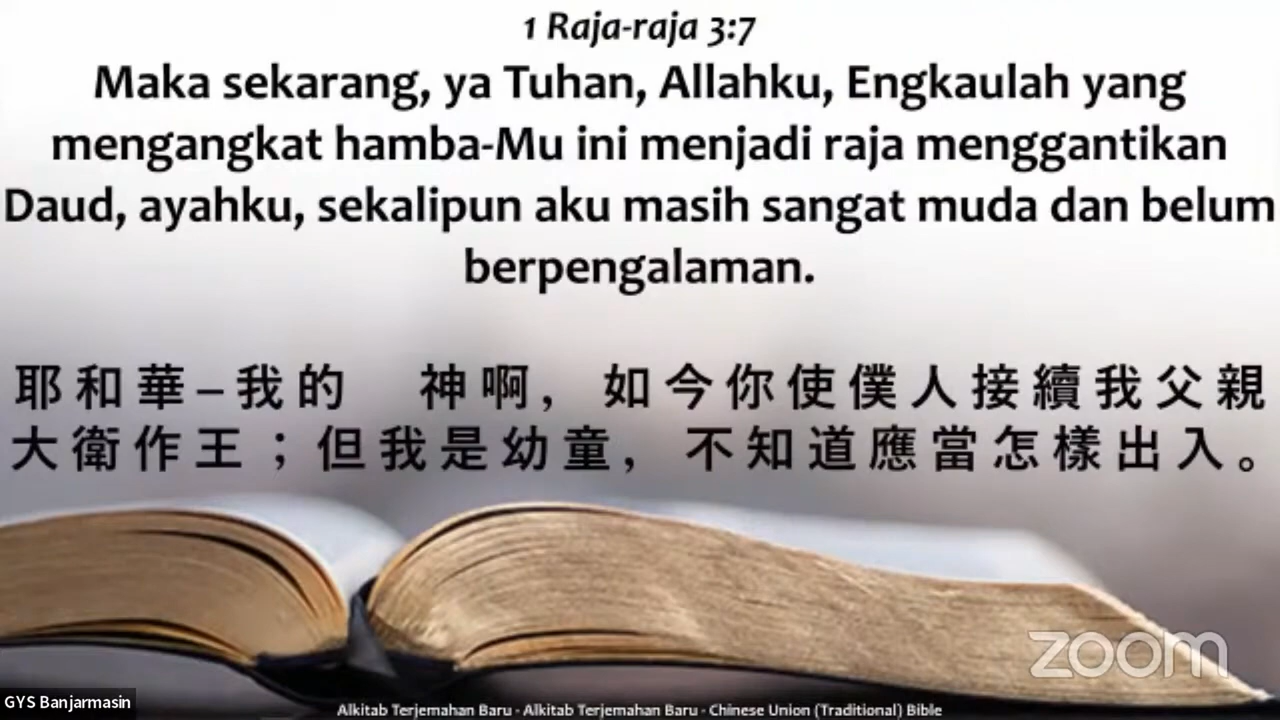 1 Raja-raja 3:7
Maka sekarang, ya Tuhan, Allahku, Engkaulah yang
mengangkat hamba-Mu ini menjadi raja menggantikan
Daud, ayahku, sekalipun aku masih sangat muda dan belum
berpengalaman.
耶和華–我的　神啊，如今你使僕人接續我父親
大衛作王；但我是幼童，不知道應當怎樣出入。
zoom
GYS Banjarmasin
Alkitab Terjemahan Baru - Alkitab Terjemahan Baru - Chinese Union (Traditional) Bible